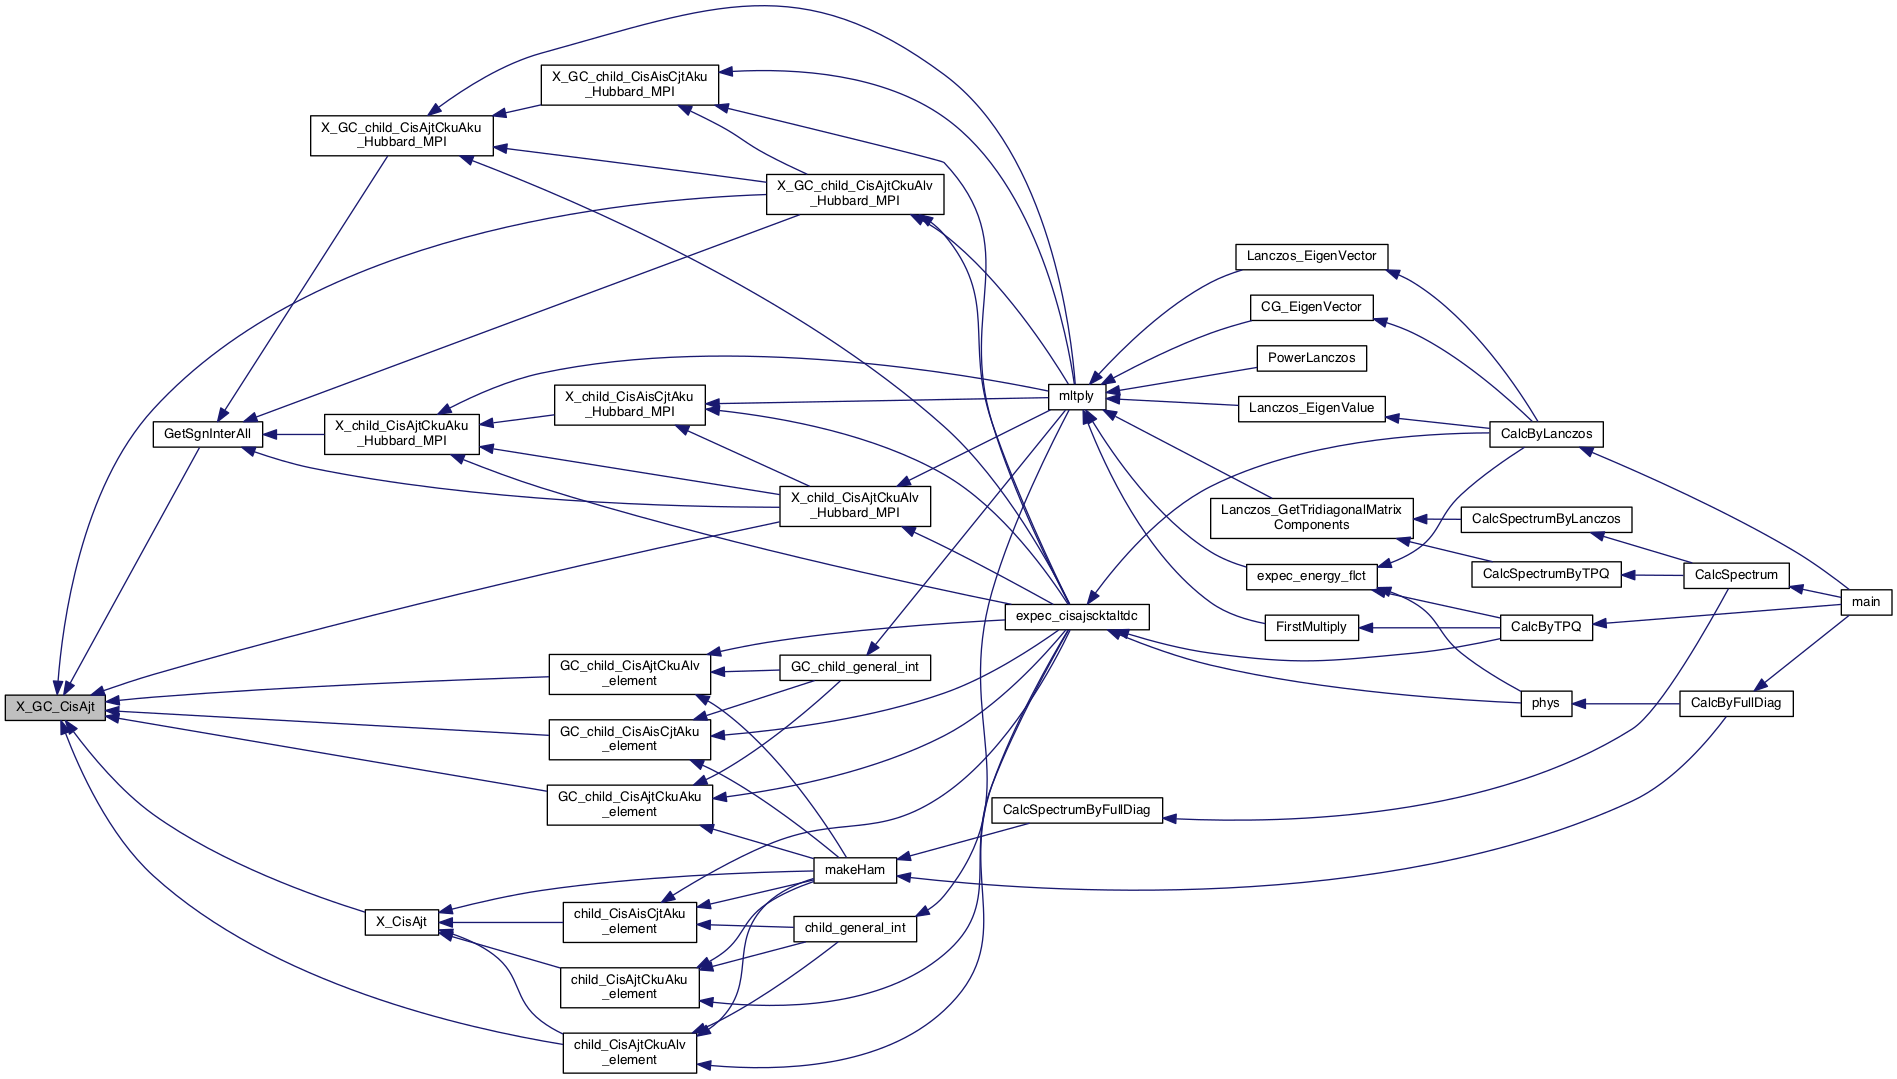 X_GC_CisAjt
GetSgnInterAll
X_GC_child_CisAjtCkuAku
_Hubbard_MPI
X_GC_child_CisAisCjtAku
_Hubbard_MPI
X_GC_child_CisAjtCkuAlv
_Hubbard_MPI
X_child_CisAjtCkuAku
_Hubbard_MPI
X_child_CisAisCjtAku
_Hubbard_MPI
X_child_CisAjtCkuAlv
_Hubbard_MPI
GC_child_CisAjtCkuAlv
_element
GC_child_CisAisCjtAku
_element
GC_child_CisAjtCkuAku
_element
X_CisAjt
child_CisAisCjtAku
_element
child_CisAjtCkuAku
_element
child_CisAjtCkuAlv
_element
GC_child_general_int
makeHam
child_general_int
mltply
expec_cisajscktaltdc
CalcSpectrumByFullDiag
Lanczos_EigenVector
CG_EigenVector
PowerLanczos
Lanczos_EigenValue
Lanczos_GetTridiagonalMatrix
Components
expec_energy_flct
FirstMultiply
CalcByLanczos
CalcSpectrumByLanczos
CalcSpectrumByTPQ
CalcByTPQ
phys
CalcSpectrum
CalcByFullDiag
main